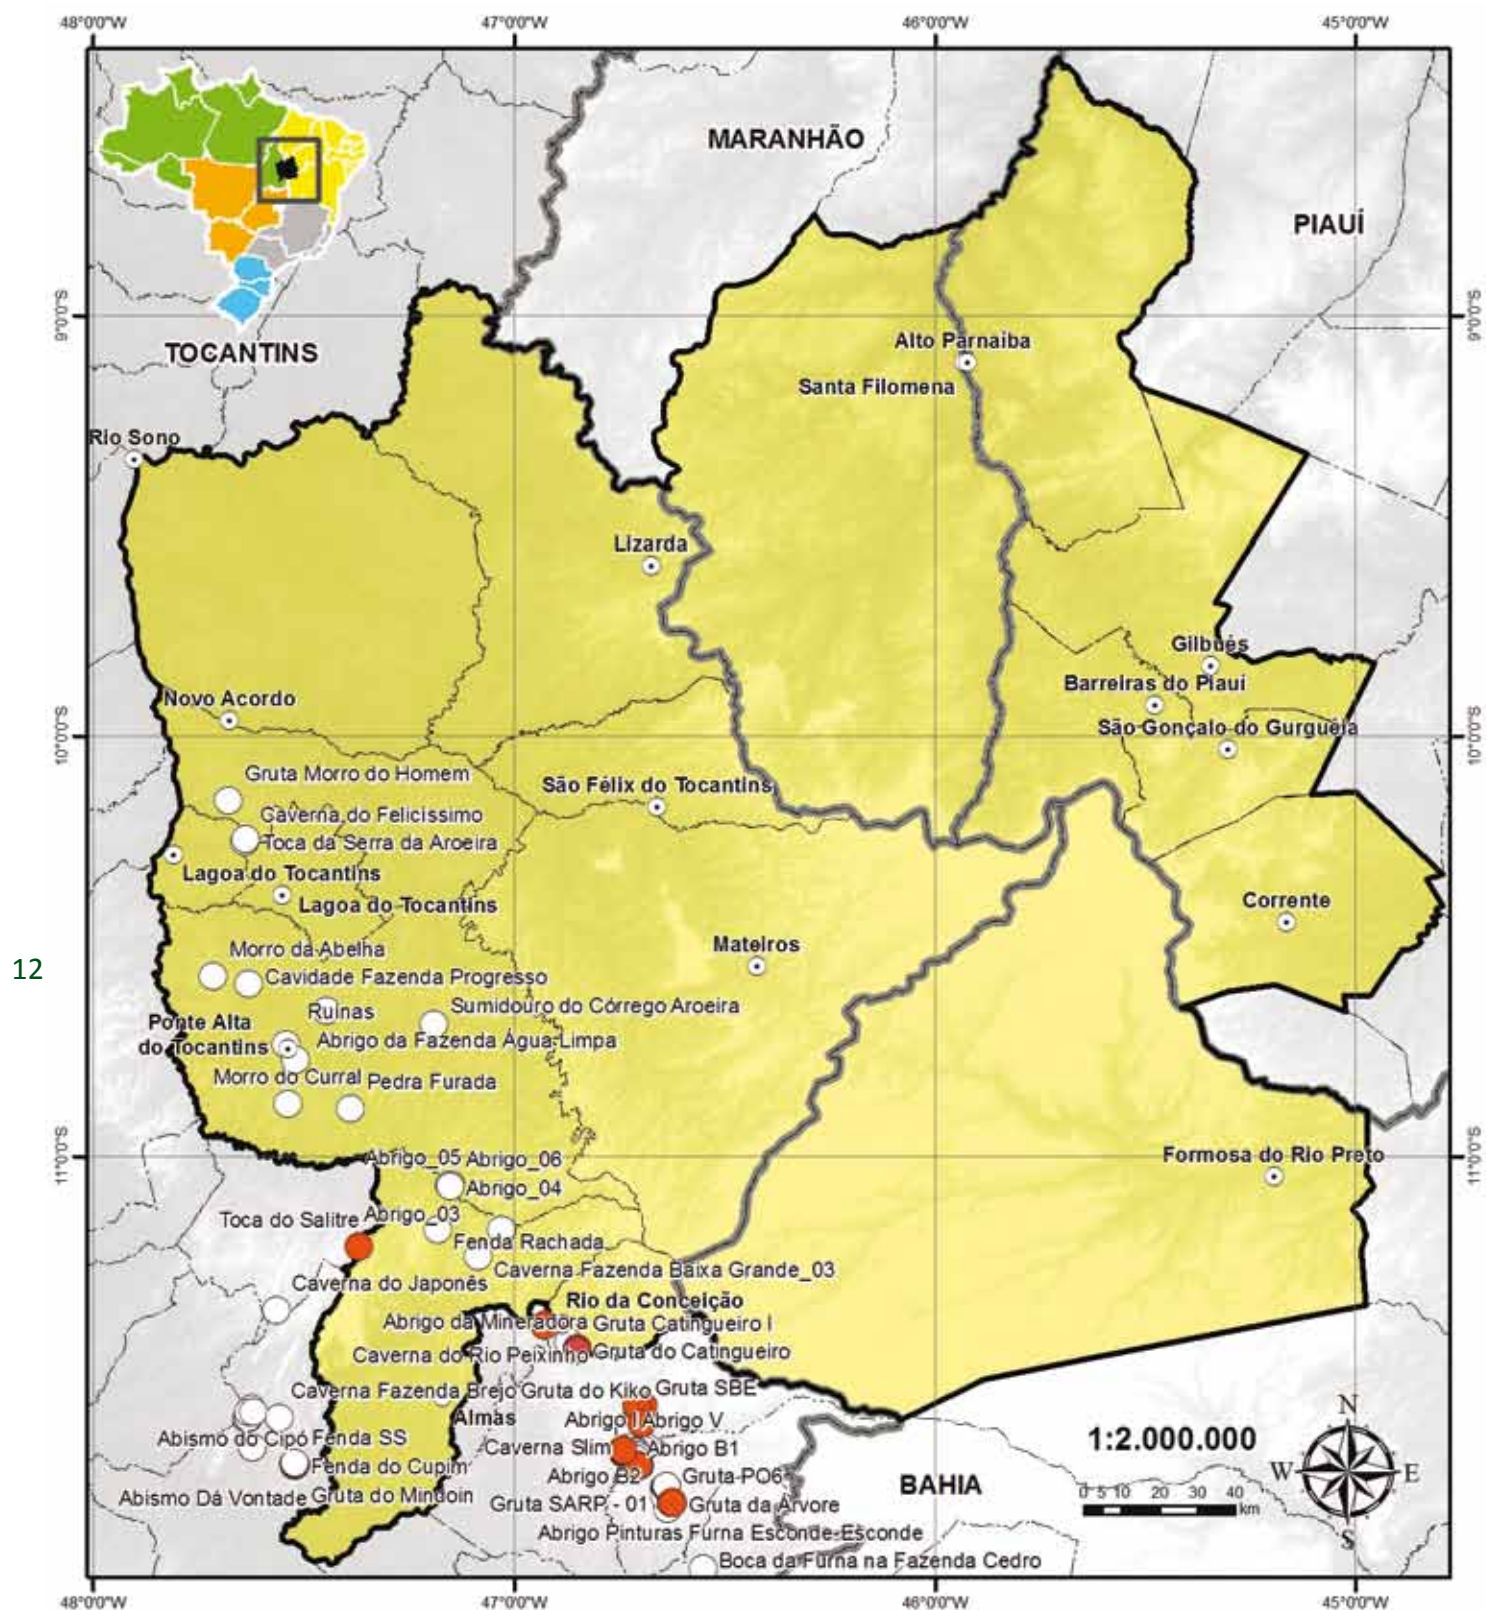 48°0'0"W 47°0'0"W 46°0'0"W 45°0'0"W
MARANHÃO
PIAUÍ
9°0'0"S 9°0'0"S
TOCANTINS
Alto Parnaíba
Santa Filomena
Rio Sono
Lizarda
Gilbués
Barreiras do Piauí
Novo Acordo
São Gonçalo do Gurguéia
10°0'0"S 10°0'0"S
Gruta Morro do Homem
São Félix do Tocantins
Caverna do Felicíssimo
Toca da Serra da Aroeira
Lagoa do Tocantins
Lagoa do Tocantins
Corrente
Morro da Abelha
Mateiros
12
Cavidade Fazenda Progresso
Ruínas
Sumidouro do Córrego Aroeira
Ponte Alta
do Tocantins
Abrigo da Fazenda Água Limpa
Morro do Curral
Pedra Furada
11°0'0"S 11°0'0"S
Formosa do Rio Preto
Abrigo_05 Abrigo_06
Abrigo_04
Toca do Salitre
Abrigo_03
Fenda Rachada
Caverna Fazenda Baixa Grande_03
Caverna do Japonês
Rio da Conceição
Abrigo da Mineradora
Gruta Catingueiro I
Caverna do Rio Peixinho
Gruta do Catingueiro
Caverna Fazenda Brejo
Gruta do Kiko
Gruta SBE
Almas
Abrigo I
Abrigo V
Abismo do Cipó
Fenda SS
Caverna Slim
Abrigo B1
Fenda do Cupim
Abrigo B2
Gruta PO6
Abismo Dá Vontade
Gruta do Mindoin
Gruta SARP - 01
Gruta da Árvore
Abrigo Pinturas Furna Esconde-Esconde
Boca da Furna na Fazenda Cedro
BAHIA
1:2.000.000
0 5 10 20 30 40
km
N
W E
S
48°0'0"W 47°0'0"W 46°0'0"W 45°0'0"W